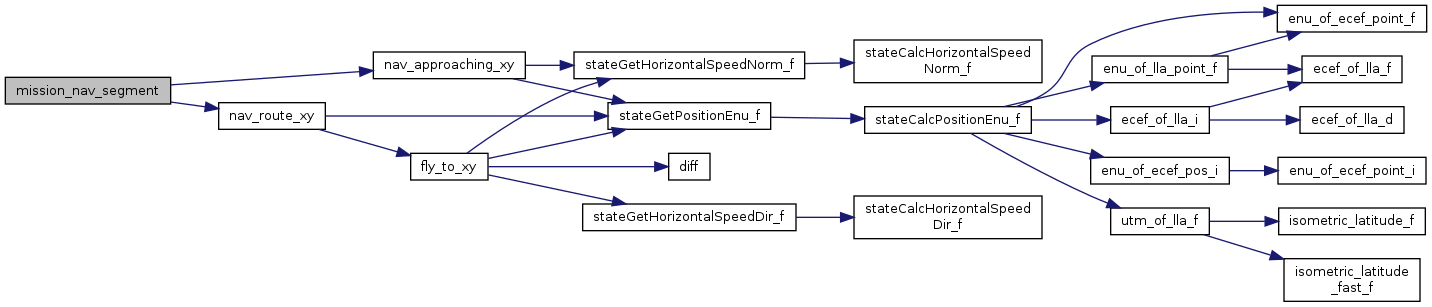 mission_nav_segment
nav_approaching_xy
nav_route_xy
fly_to_xy
stateGetHorizontalSpeedNorm_f
stateGetPositionEnu_f
diff
stateGetHorizontalSpeedDir_f
stateCalcHorizontalSpeed
Norm_f
stateCalcPositionEnu_f
stateCalcHorizontalSpeed
Dir_f
enu_of_lla_point_f
ecef_of_lla_i
enu_of_ecef_pos_i
utm_of_lla_f
enu_of_ecef_point_f
ecef_of_lla_f
ecef_of_lla_d
enu_of_ecef_point_i
isometric_latitude_f
isometric_latitude
_fast_f